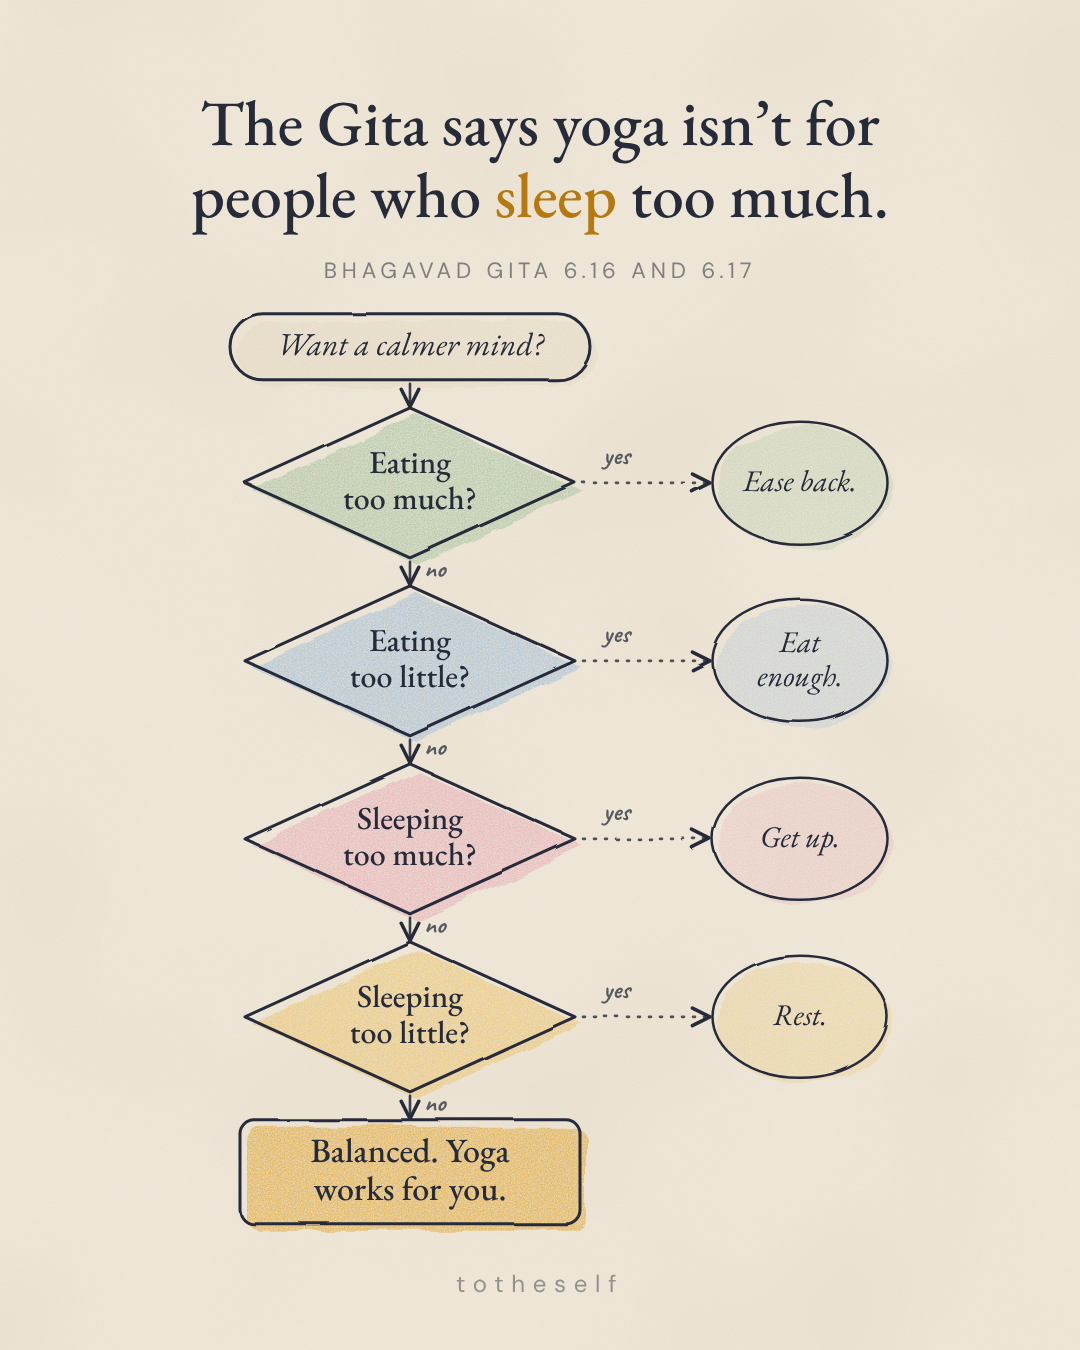 The Gita says yoga isn’t for
people who sleep too much.
BHAGAVAD GITA 6.16 AND 6.17
Want a calmer mind?
Eating
too much?
yes
Ease back.
no
Eating
too little?
yes
Eat
enough.
no
Sleeping
too much?
yes
Get up.
no
Sleeping
too little?
yes
Rest.
no
Balanced. Yoga
works for you.
totheself